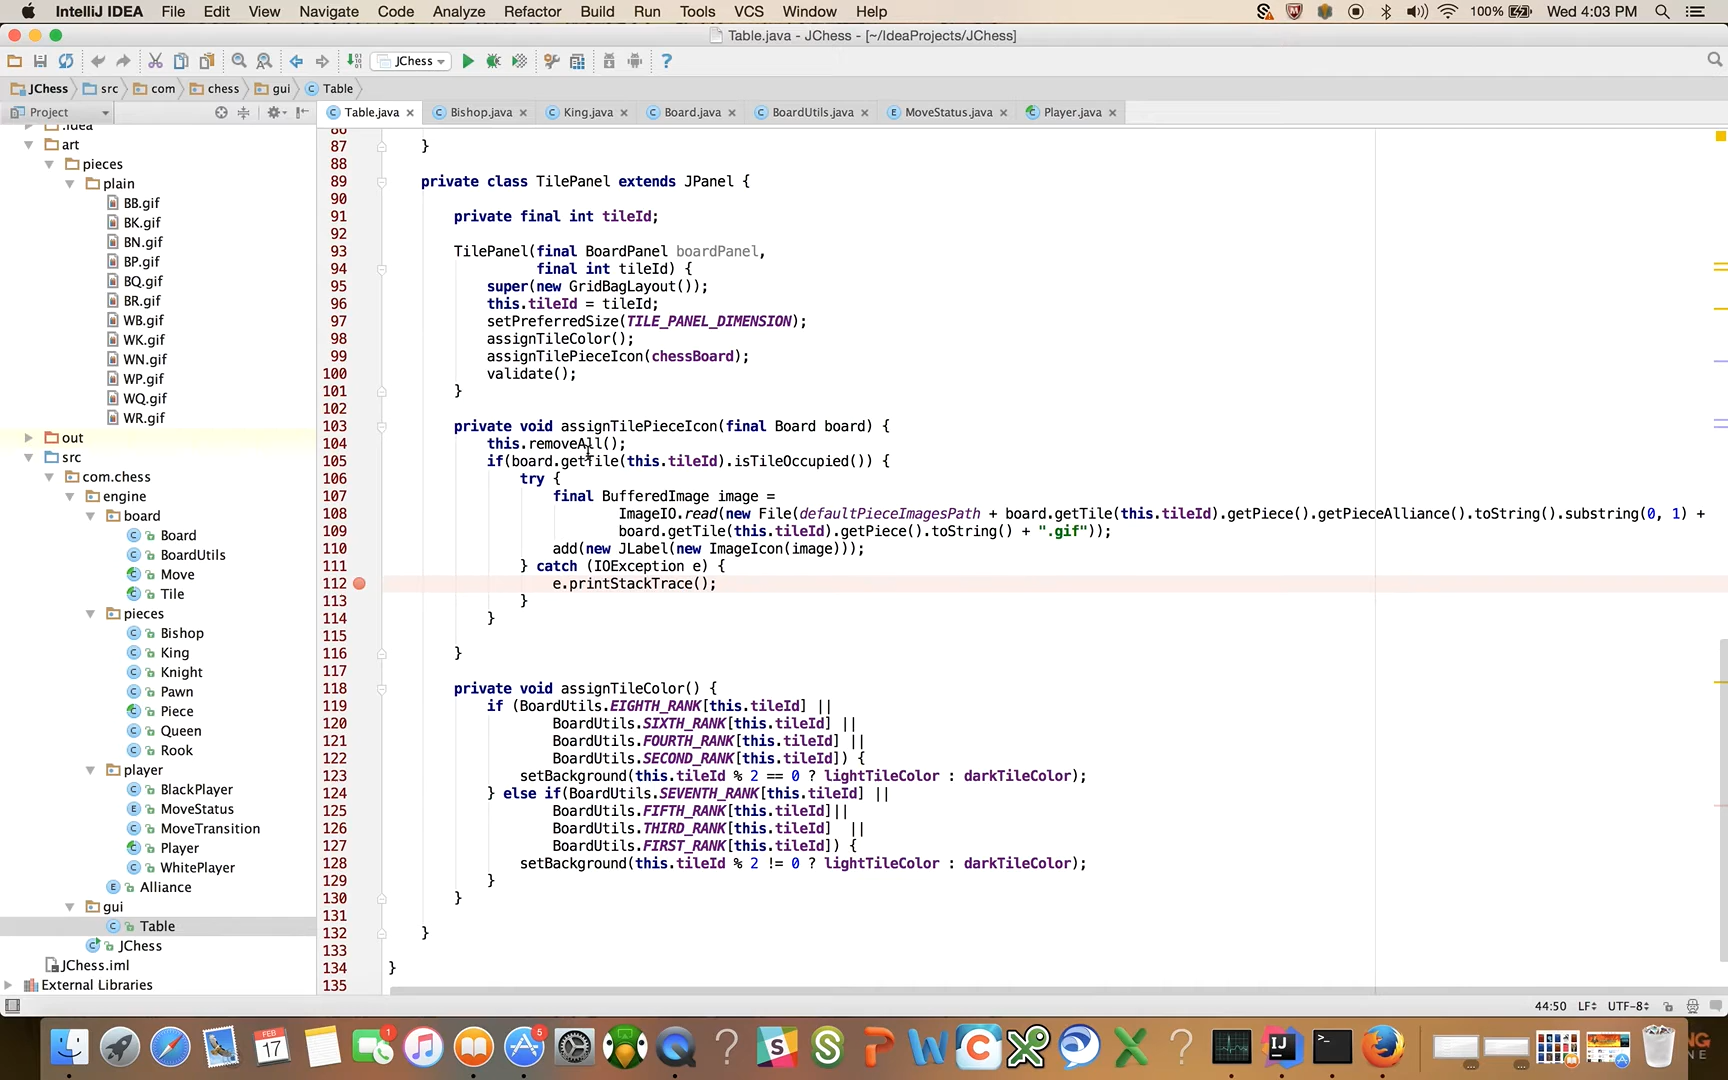 IntelliJ IDEA File Edit View Navigate Code Analyze Refactor Build Run Tools VCS Window Help 100% Wed 4:03 PM
Table.java - JChess - [~/IdeaProjects/JChess]
JChess
JChess src com chess gui Table
Project
Table.java Bishop.java King.java Board.java BoardUtils.java MoveStatus.java Player.java
.idea
art
pieces
plain
BB.gif
BK.gif
BN.gif
BP.gif
BQ.gif
BR.gif
WB.gif
WK.gif
WN.gif
WP.gif
WQ.gif
WR.gif
out
src
com.chess
engine
board
Board
BoardUtils
Move
Tile
pieces
Bishop
King
Knight
Pawn
Piece
Queen
Rook
player
BlackPlayer
MoveStatus
MoveTransition
Player
WhitePlayer
Alliance
gui
Table
JChess
JChess.iml
External Libraries
86
87 }
88
89 private class TilePanel extends JPanel {
90
91 private final int tileId;
92
93 TilePanel(final BoardPanel boardPanel,
94 final int tileId) {
95 super(new GridBagLayout());
96 this.tileId = tileId;
97 setPreferredSize(TILE_PANEL_DIMENSION);
98 assignTileColor();
99 assignTilePieceIcon(chessBoard);
100 validate();
101 }
102
103 private void assignTilePieceIcon(final Board board) {
104 this.removeAll();
105 if(board.getTile(this.tileId).isTileOccupied()) {
106 try {
107 final BufferedImage image =
108 ImageIO.read(new File(defaultPieceImagesPath + board.getTile(this.tileId).getPiece().getPieceAlliance().toString().substring(0, 1) +
109 board.getTile(this.tileId).getPiece().toString() + ".gif"));
110 add(new JLabel(new ImageIcon(image)));
111 } catch (IOException e) {
112 e.printStackTrace();
113 }
114 }
115
116 }
117
118 private void assignTileColor() {
119 if (BoardUtils.EIGHTH_RANK[this.tileId] ||
120 BoardUtils.SIXTH_RANK[this.tileId] ||
121 BoardUtils.FOURTH_RANK[this.tileId] ||
122 BoardUtils.SECOND_RANK[this.tileId]) {
123 setBackground(this.tileId % 2 == 0 ? lightTileColor : darkTileColor);
124 } else if(BoardUtils.SEVENTH_RANK[this.tileId] ||
125 BoardUtils.FIFTH_RANK[this.tileId]||
126 BoardUtils.THIRD_RANK[this.tileId] ||
127 BoardUtils.FIRST_RANK[this.tileId]) {
128 setBackground(this.tileId % 2 != 0 ? lightTileColor : darkTileColor);
129 }
130 }
131
132 }
133
134 }
135
44:50 LF UTF-8
FEB
17
1
5